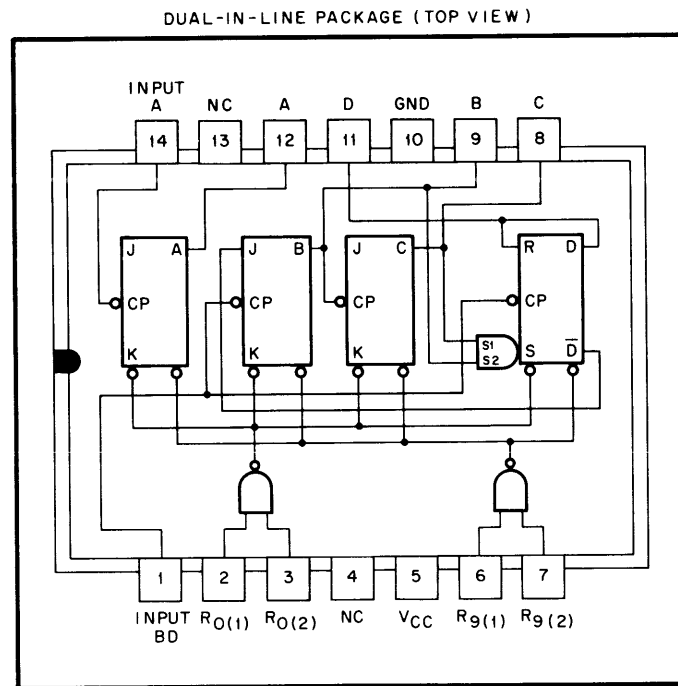 DUAL-IN-LINE PACKAGE (TOP VIEW)
INPUT
A NC A D GND B C
14 13 12 11 10 9 8
J A J B J C R D
CP CP CP CP
S1
S2
K K K S D̅
1 2 3 4 5 6 7
INPUT R0(1) R0(2) NC VCC R9(1) R9(2)
BD